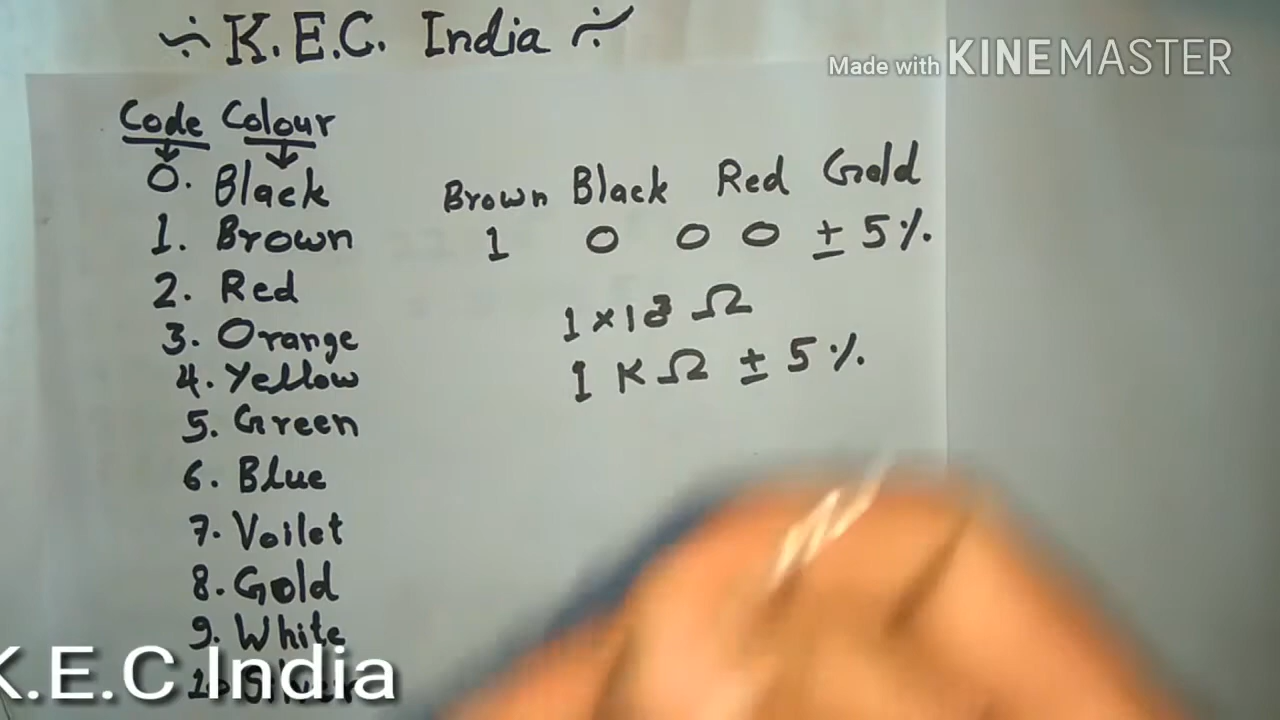 ∻ K.E.C. India ∻
Made with KINEMASTER
Code Colour
0. Black
1. Brown
2. Red
3. Orange
4. Yellow
5. Green
6. Blue
7. Voilet
8. Gold
9. White
10. Silver
Brown Black Red Gold
1 0 0 0 ± 5%.
1 × 10³ Ω
1 K Ω ± 5%.
K.E.C India